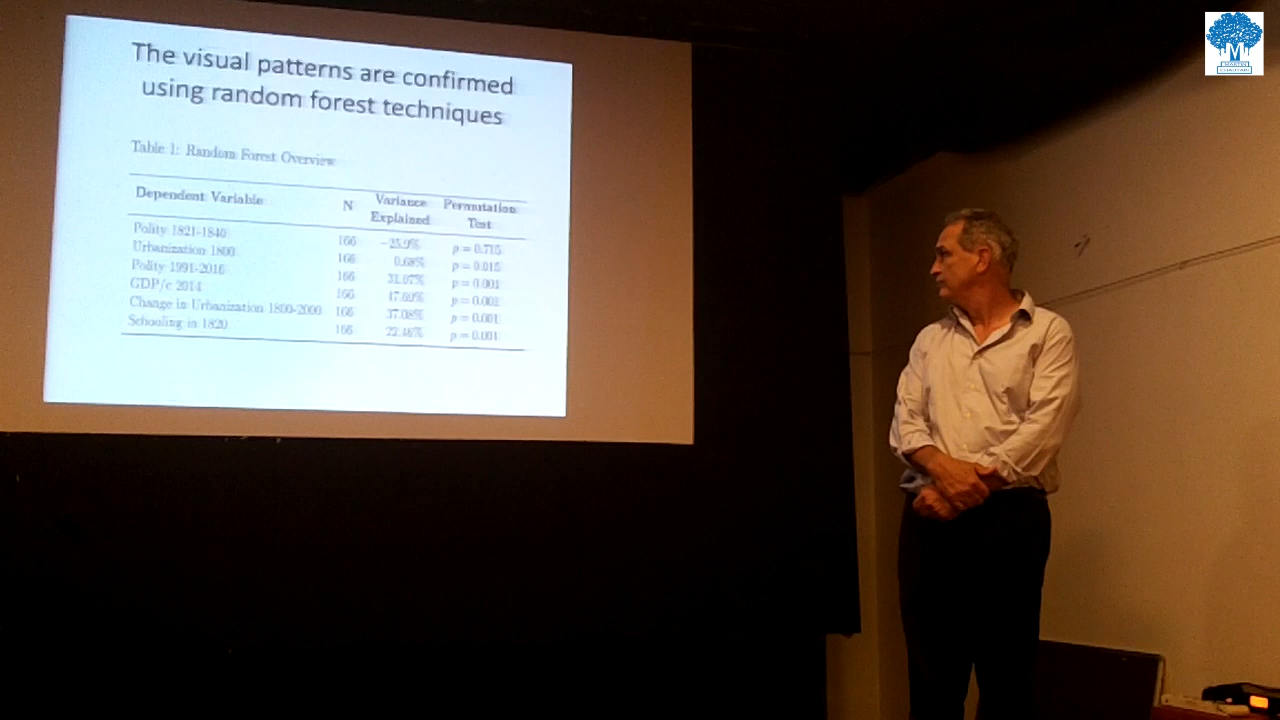 The visual patterns are confirmed
using random forest techniques
Table 1: Random Forest Overview
Dependent Variable N Variance Explained Permutation Test
Polity 1821-1840 166 −25.9% p = 0.715
Urbanization 1800 166 0.68% p = 0.015
Polity 1991-2016 166 31.07% p = 0.001
GDP/c 2014 166 47.69% p = 0.001
Change in Urbanization 1800-2000 166 37.08% p = 0.001
Schooling in 1820 166 22.46% p = 0.001
M
MARTIN